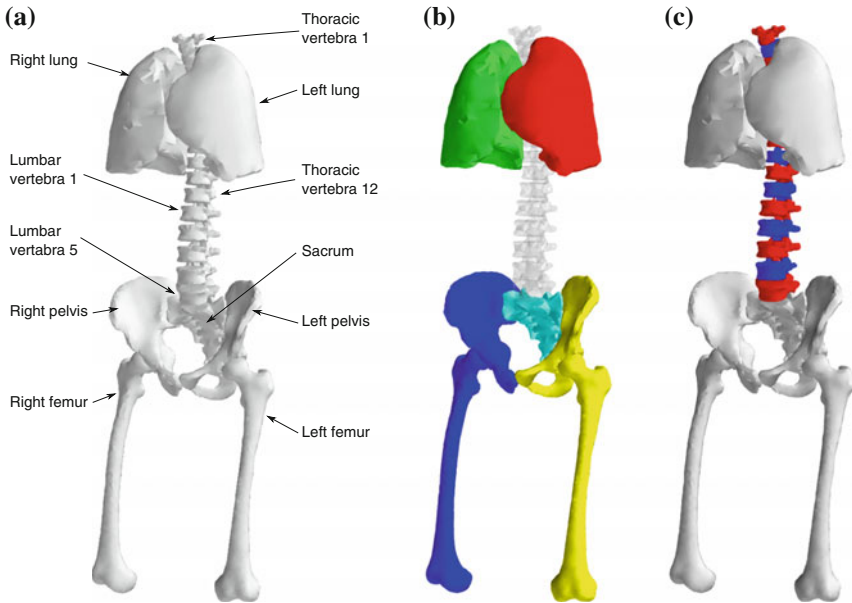 (a)
(b)
(c)
Thoracic
vertebra 1
Right lung
Left lung
Lumbar
vertebra 1
Thoracic
vertebra 12
Lumbar
vertabra 5
Sacrum
Right pelvis
Left pelvis
Right femur
Left femur